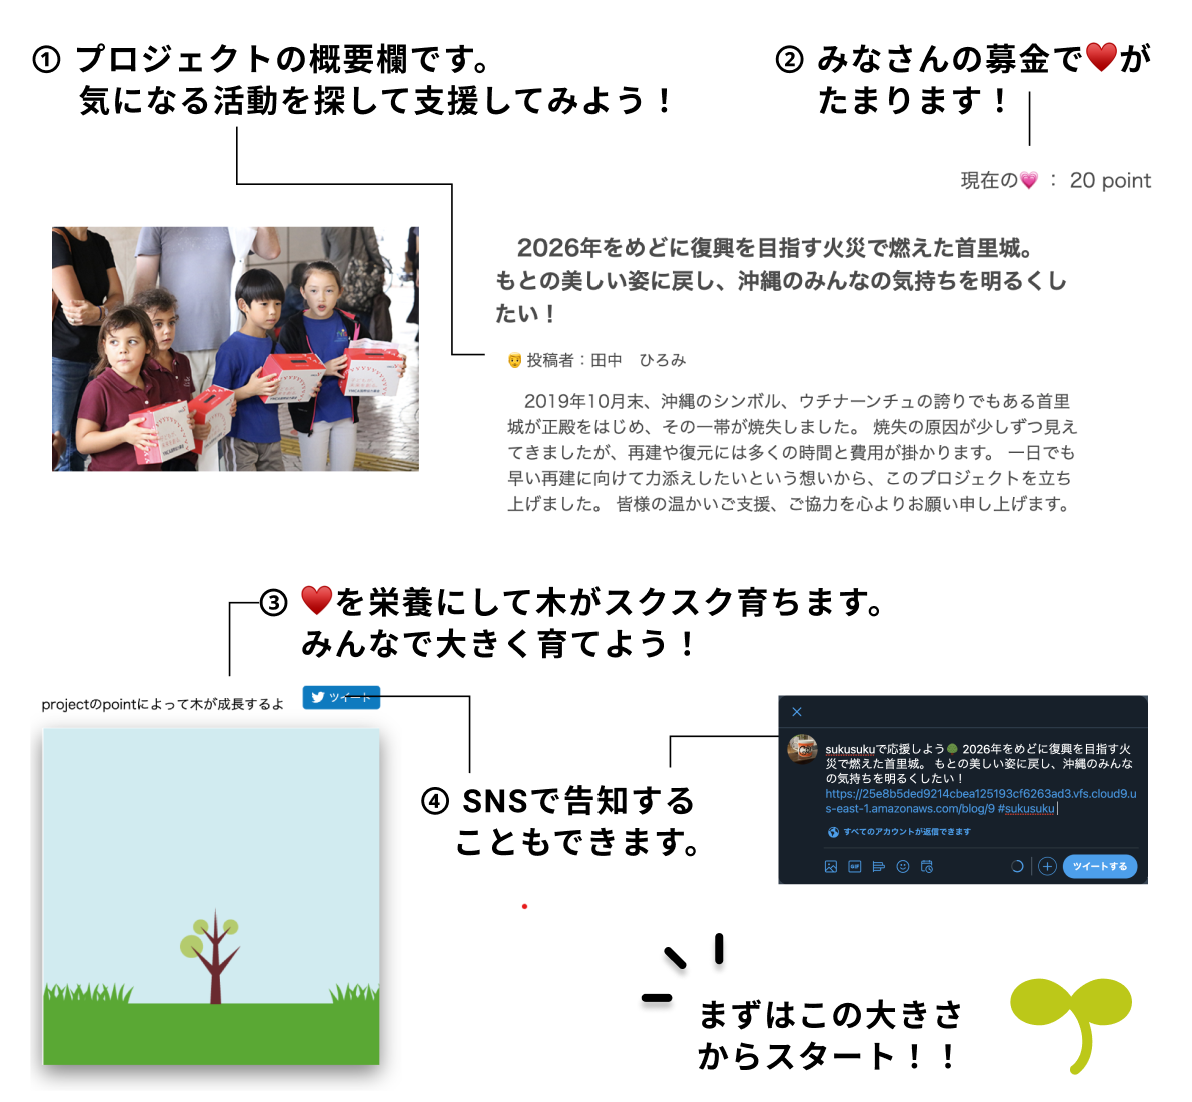 ① プロジェクトの概要欄です。
気になる活動を探して支援してみよう！
② みなさんの募金で♥️が
たまります！
現在の💗 ： 20 point
2026年をめどに復興を目指す火災で燃えた首里城。
もとの美しい姿に戻し、沖縄のみんなの気持ちを明るくし
たい！
👨 投稿者：田中　ひろみ
2019年10月末、沖縄のシンボル、ウチナーンチュの誇りでもある首里
城が正殿をはじめ、その一帯が焼失しました。 焼失の原因が少しずつ見え
てきましたが、再建や復元には多くの時間と費用が掛かります。 一日でも
早い再建に向けて力添えしたいという想いから、このプロジェクトを立ち
上げました。 皆様の温かいご支援、ご協力を心よりお願い申し上げます。
③ ♥️を栄養にして木がスクスク育ちます。
みんなで大きく育てよう！
projectのpointによって木が成長するよ
ツイート
④ SNSで告知する
こともできます。
sukusukuで応援しよう🌳 2026年をめどに復興を目指す火
災で燃えた首里城。 もとの美しい姿に戻し、沖縄のみんな
の気持ちを明るくしたい！
https://25e8b5ded9214cbea125193cf6263ad3.vfs.cloud9.u
s-east-1.amazonaws.com/blog/9 #sukusuku
すべてのアカウントが返信できます
GIF
ツイートする
まずはこの大きさ
からスタート！！